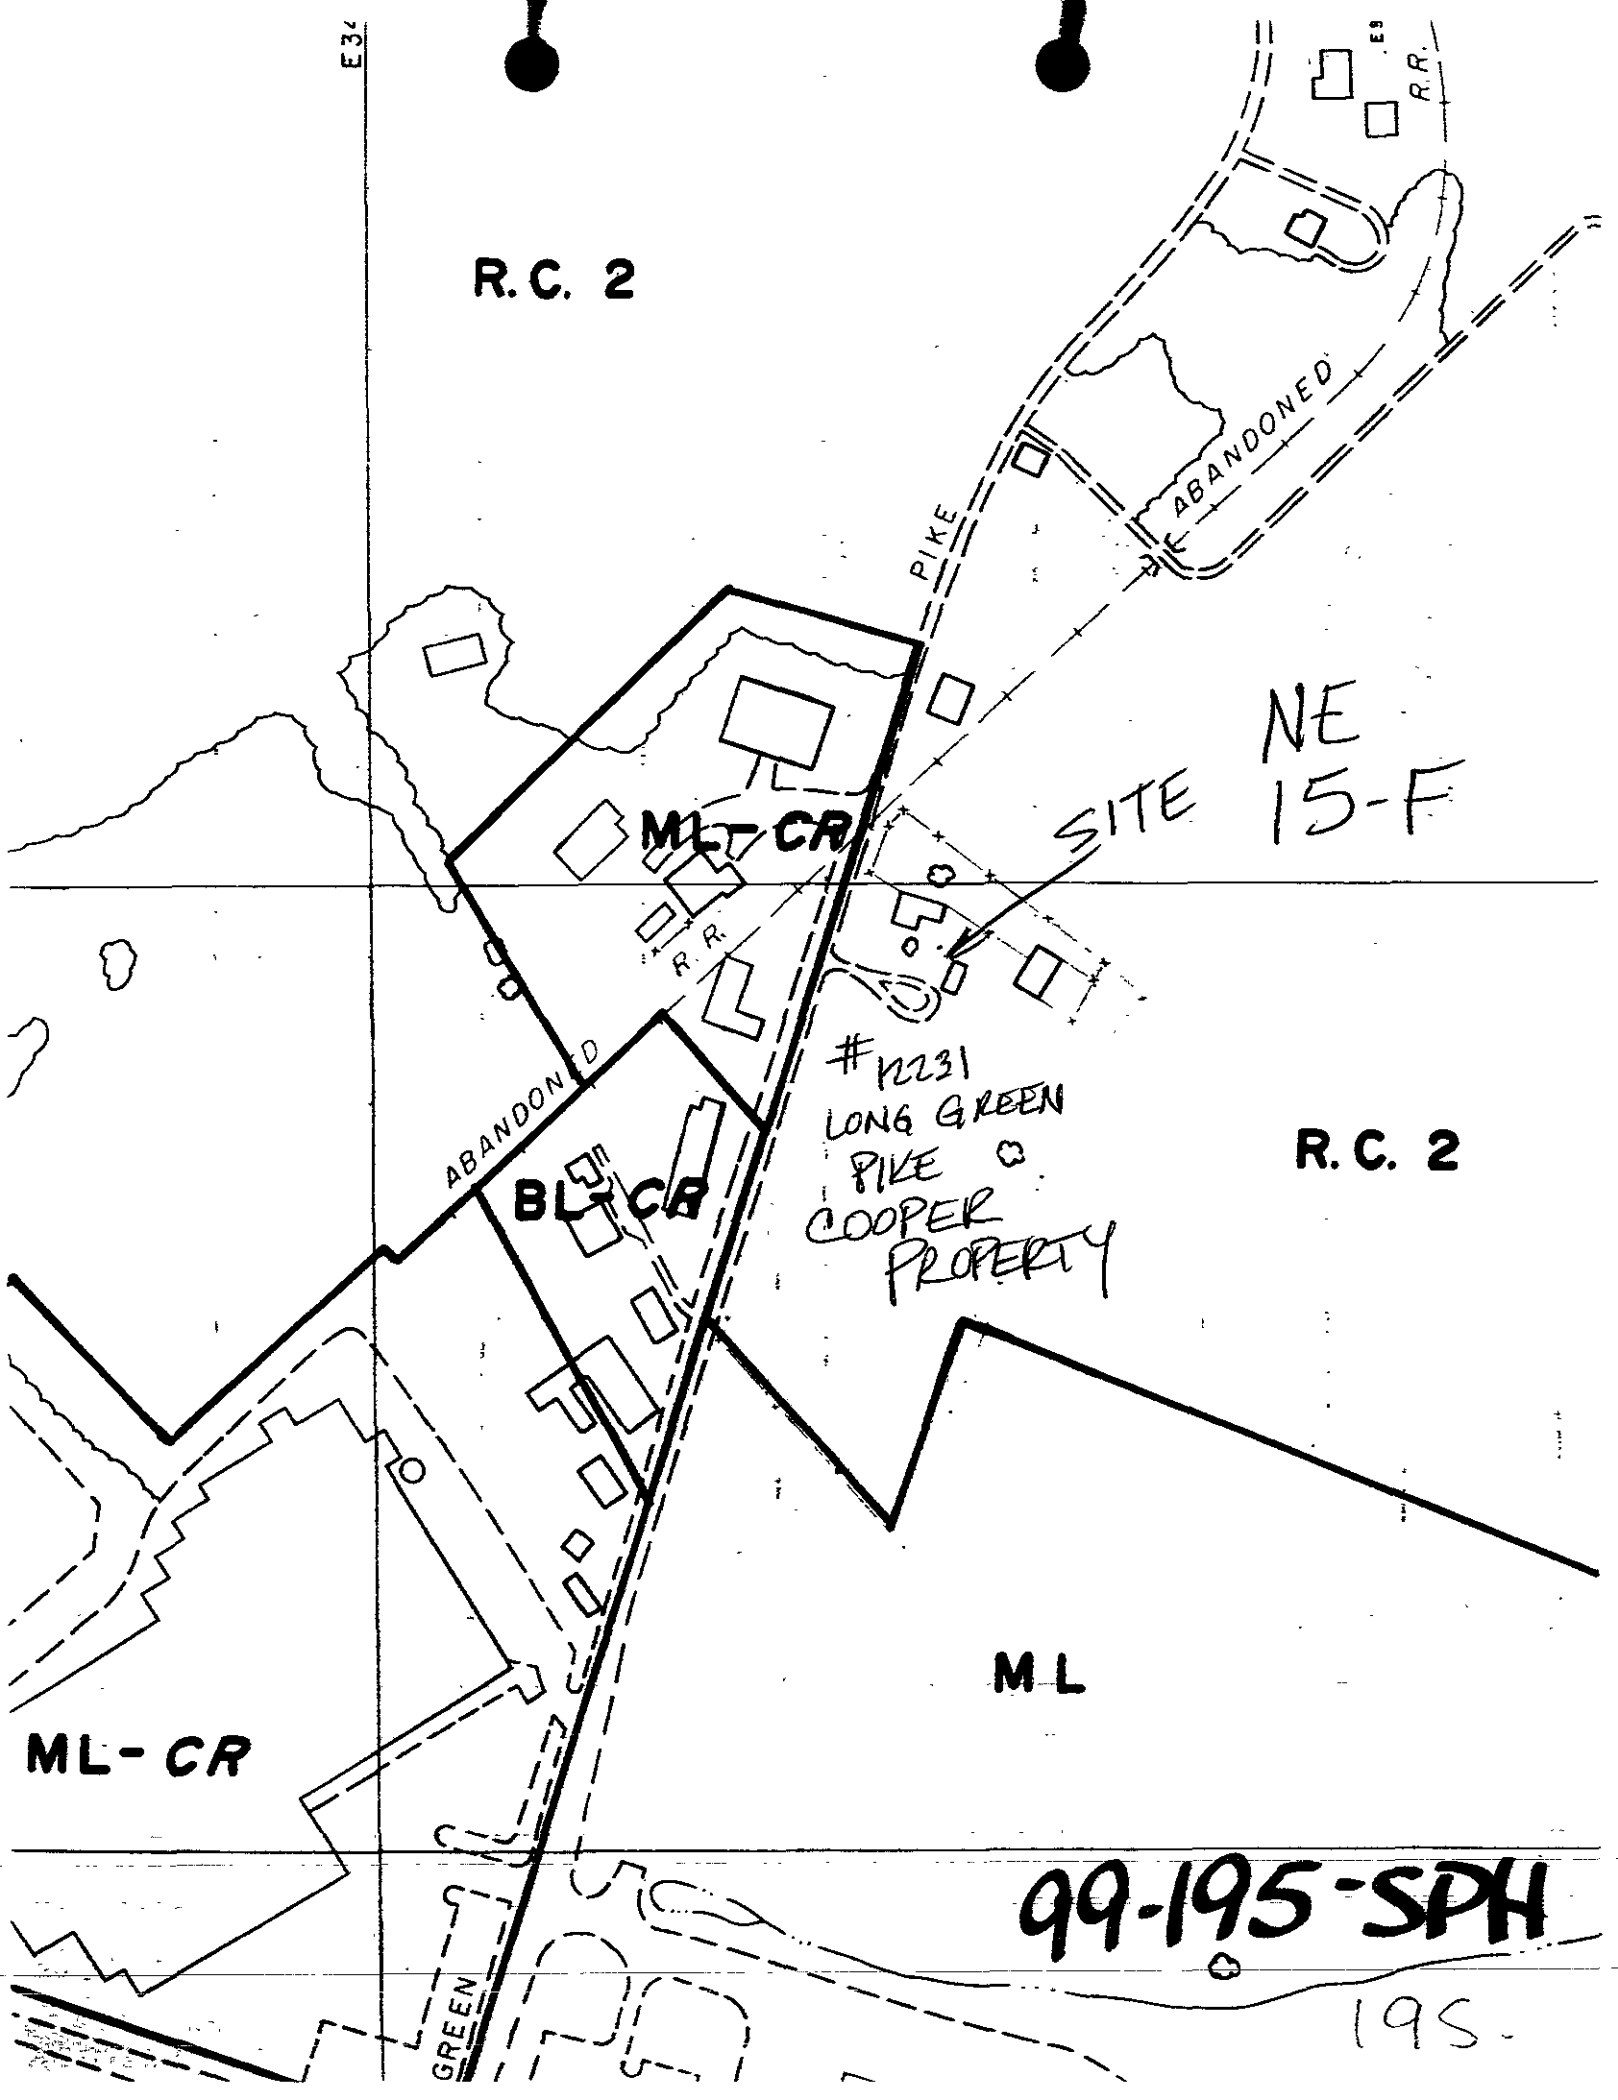 E34
E9
R.R.
R.C. 2
ABANDONED
PIKE
NE
15-F
SITE
ML-CR
R.R.
#12231
LONG GREEN
PIKE
COOPER
PROPERTY
ABANDONED
R.C. 2
BL-CR
ML
ML-CR
99-195-SPH
GREEN
195.